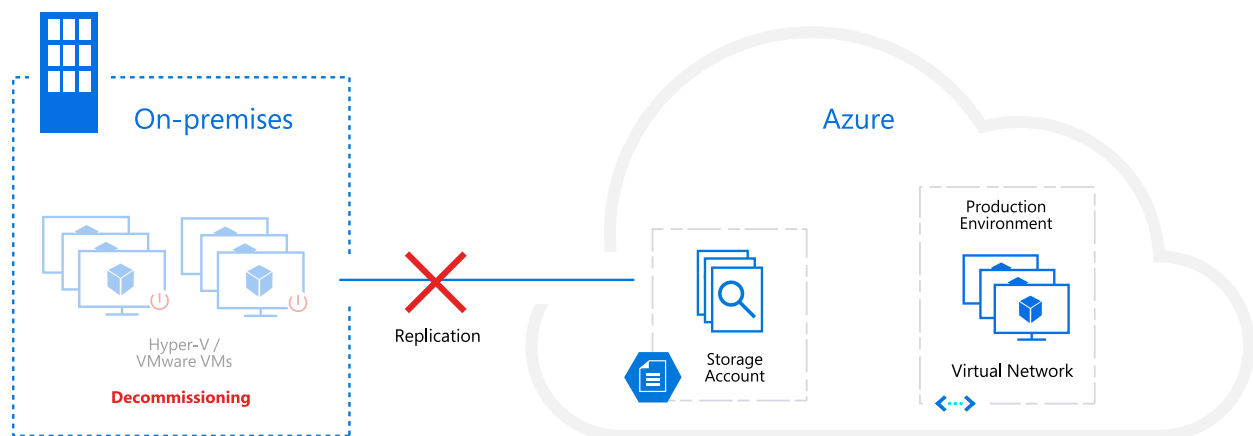 On-premises
Azure
Production
Environment
Replication
Hyper-V /
VMware VMs
Decommissioning
Storage
Account
Virtual Network